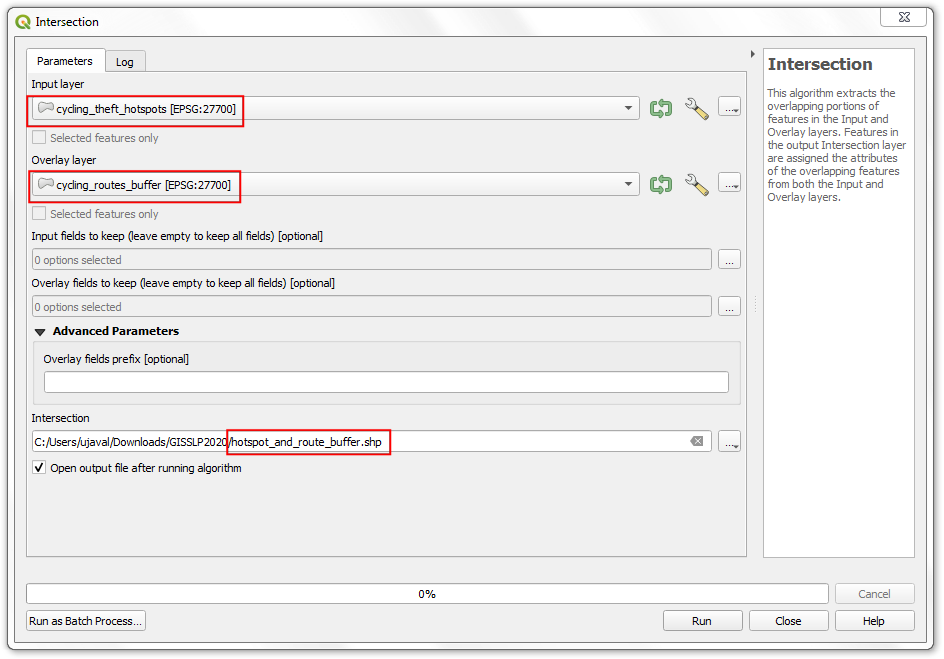 Intersection
Parameters
Log
Input layer
cycling_theft_hotspots [EPSG:27700]
...
Selected features only
Overlay layer
cycling_routes_buffer [EPSG:27700]
...
Selected features only
Input fields to keep (leave empty to keep all fields) [optional]
0 options selected
...
Overlay fields to keep (leave empty to keep all fields) [optional]
0 options selected
...
Advanced Parameters
Overlay fields prefix [optional]
Intersection
C:/Users/ujaval/Downloads/GISSLP2020/hotspot_and_route_buffer.shp
...
Open output file after running algorithm
Intersection
This algorithm extracts the
overlapping portions of
features in the Input and
Overlay layers. Features in
the output Intersection layer
are assigned the attributes
of the overlapping features
from both the Input and
Overlay layers.
0%
Cancel
Run as Batch Process...
Run
Close
Help